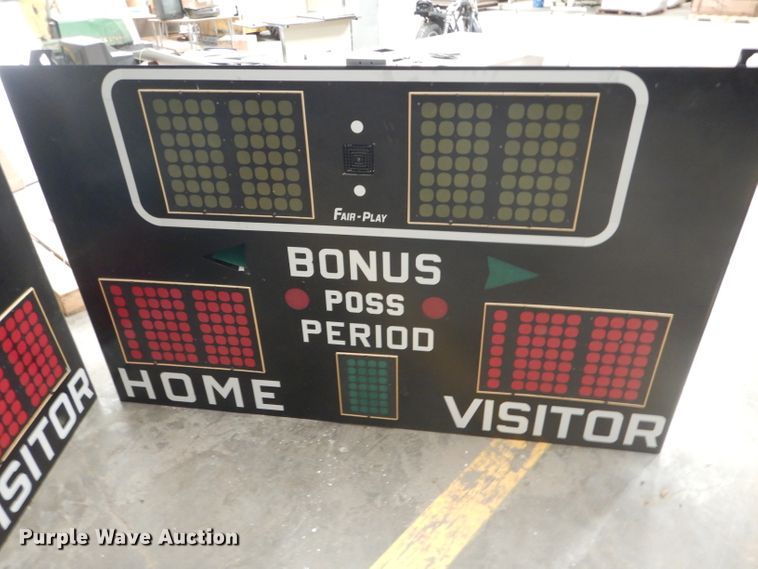 FAIR-PLAY
BONUS
POSS
PERIOD
HOME
VISITOR
ISITOR
Purple Wave Auction